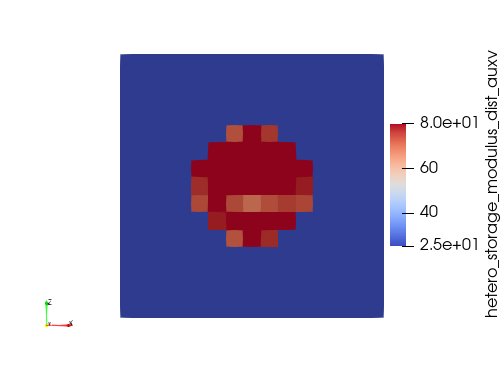 8.0e+01
60
40
2.5e+01
hetero_storage_modulus_dist_auxv
Z
Y
X